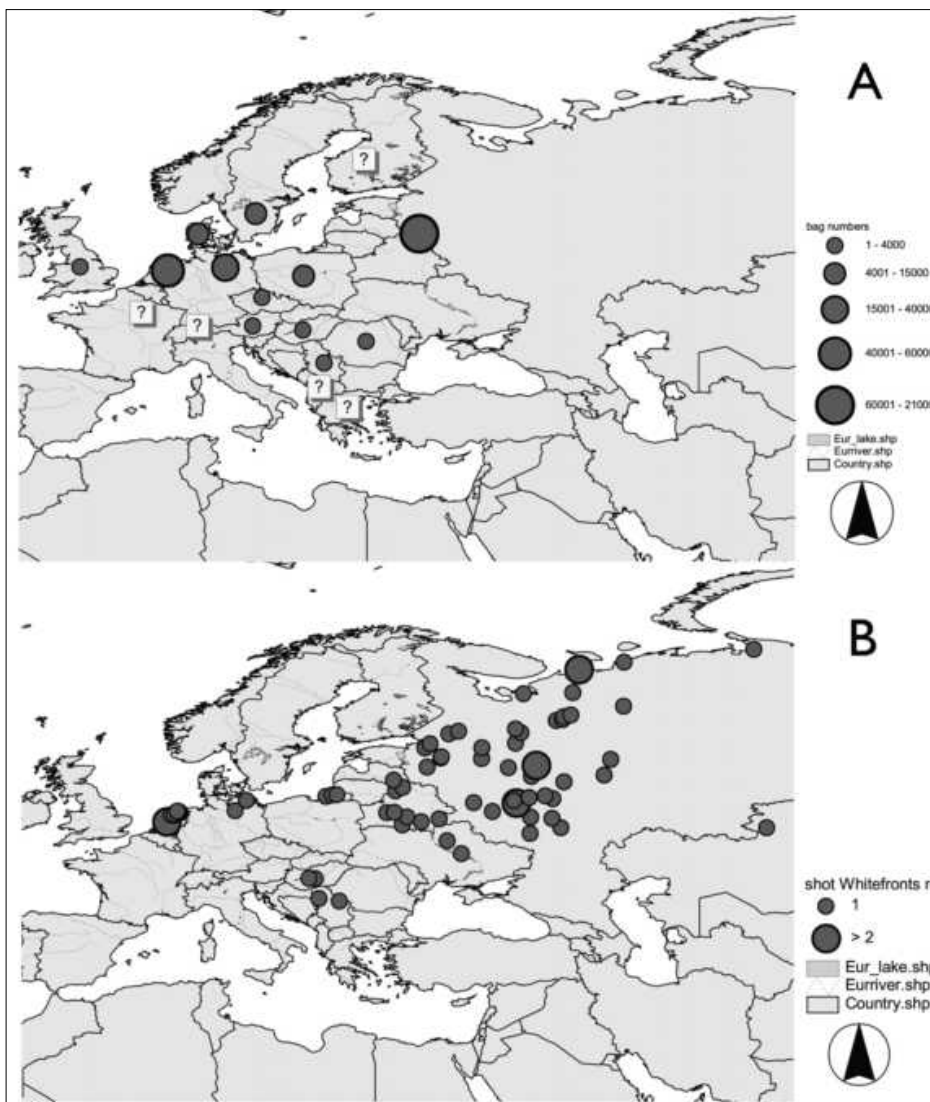 A
?
?
?
?
?
bag numbers
1 - 4000
4001 - 15000
15001 - 4000
40001 - 6000
60001 - 2100
Eur_lake.shp
Eurriver.shp
Country.shp
B
shot Whitefronts
1
> 2
Eur_lake.shp
Eurriver.shp
Country.shp